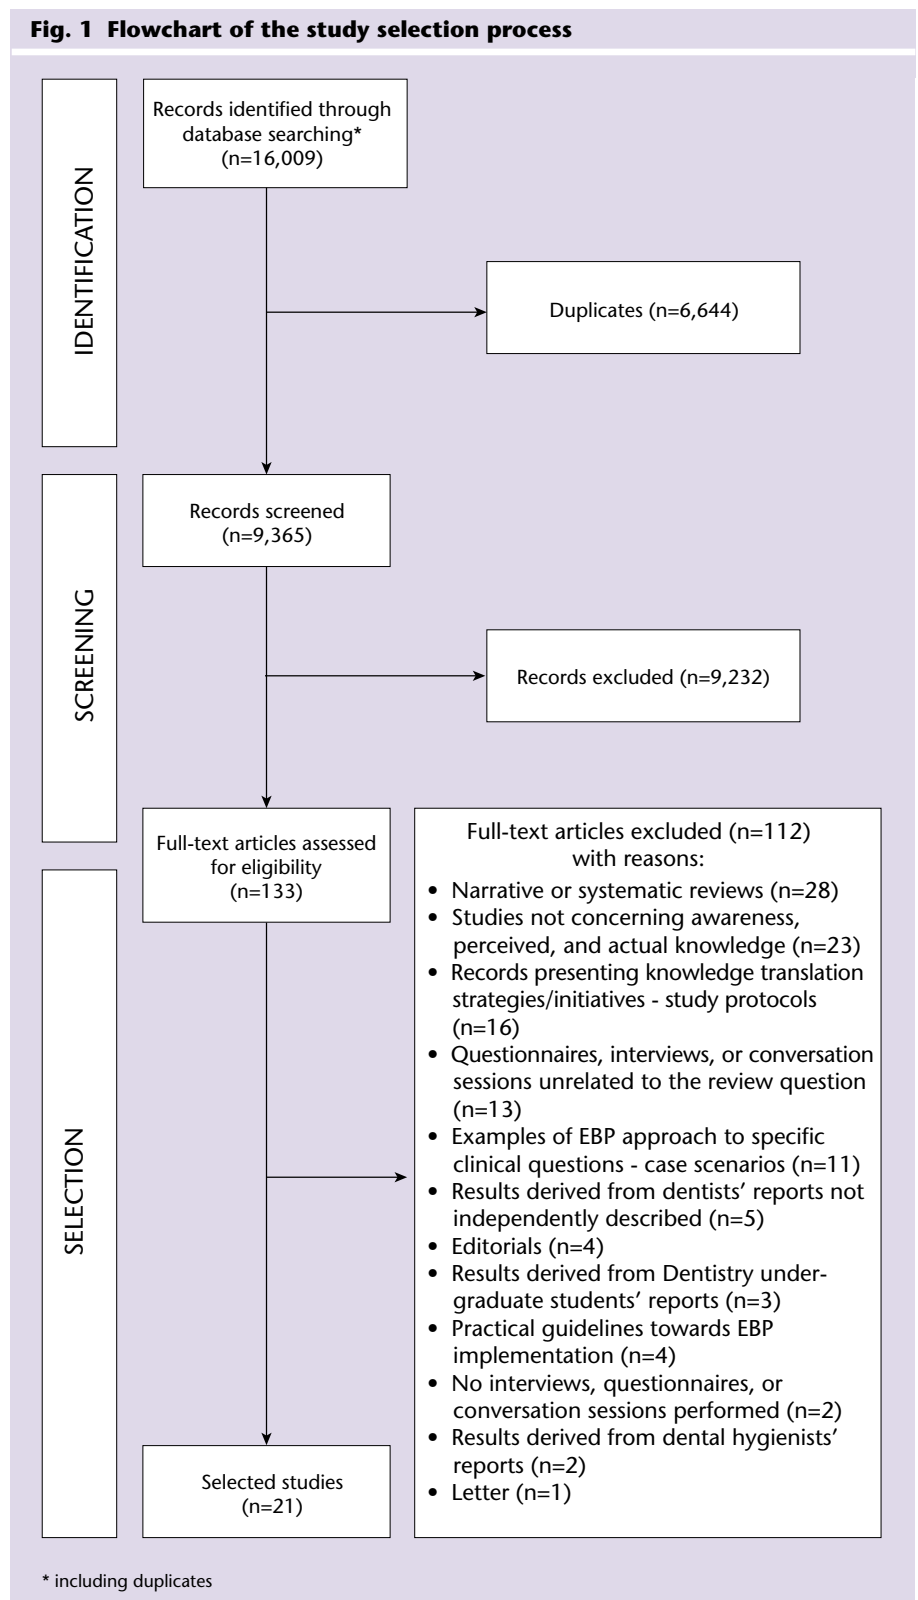 Fig. 1 Flowchart of the study selection process
IDENTIFICATION
Records identified through
database searching*
(n=16,009)
Duplicates (n=6,644)
SCREENING
Records screened
(n=9,365)
Records excluded (n=9,232)
Full-text articles assessed
for eligibility
(n=133)
SELECTION
Full-text articles excluded (n=112)
with reasons:
• Narrative or systematic reviews (n=28)
• Studies not concerning awareness,
perceived, and actual knowledge (n=23)
• Records presenting knowledge translation
strategies/initiatives - study protocols
(n=16)
• Questionnaires, interviews, or conversation
sessions unrelated to the review question
(n=13)
• Examples of EBP approach to specific
clinical questions - case scenarios (n=11)
• Results derived from dentists’ reports not
independently described (n=5)
• Editorials (n=4)
• Results derived from Dentistry under-
graduate students’ reports (n=3)
• Practical guidelines towards EBP
implementation (n=4)
• No interviews, questionnaires, or
conversation sessions performed (n=2)
• Results derived from dental hygienists’
reports (n=2)
• Letter (n=1)
Selected studies
(n=21)
* including duplicates